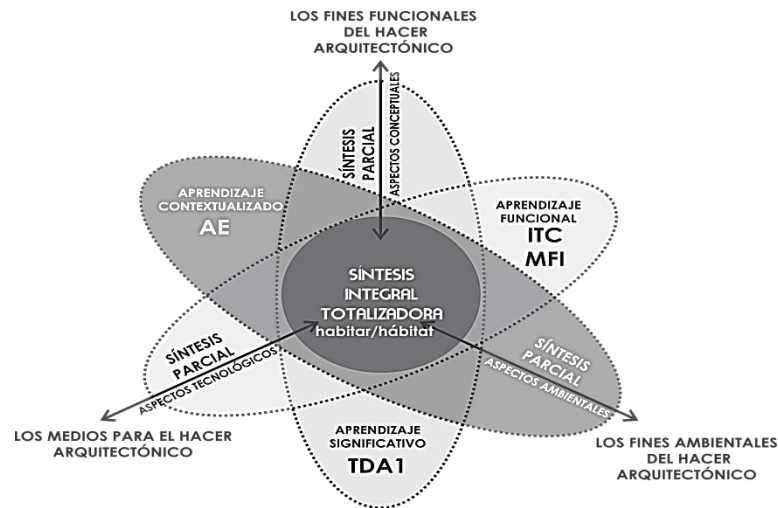 LOS FINES FUNCIONALES
DEL HACER
ARQUITECTÓNICO
SÍNTESIS
PARCIAL
ASPECTOS CONCEPTUALES
APRENDIZAJE
CONTEXTUALIZADO
AE
APRENDIZAJE
FUNCIONAL
ITC
MFI
SÍNTESIS
INTEGRAL
TOTALIZADORA
habitar/hábitat
SÍNTESIS
PARCIAL
ASPECTOS TECNOLÓGICOS
SÍNTESIS
PARCIAL
ASPECTOS AMBIENTALES
LOS MEDIOS PARA EL HACER
ARQUITECTÓNICO
APRENDIZAJE
SIGNIFICATIVO
TDA1
LOS FINES AMBIENTALES
DEL HACER
ARQUITECTÓNICO